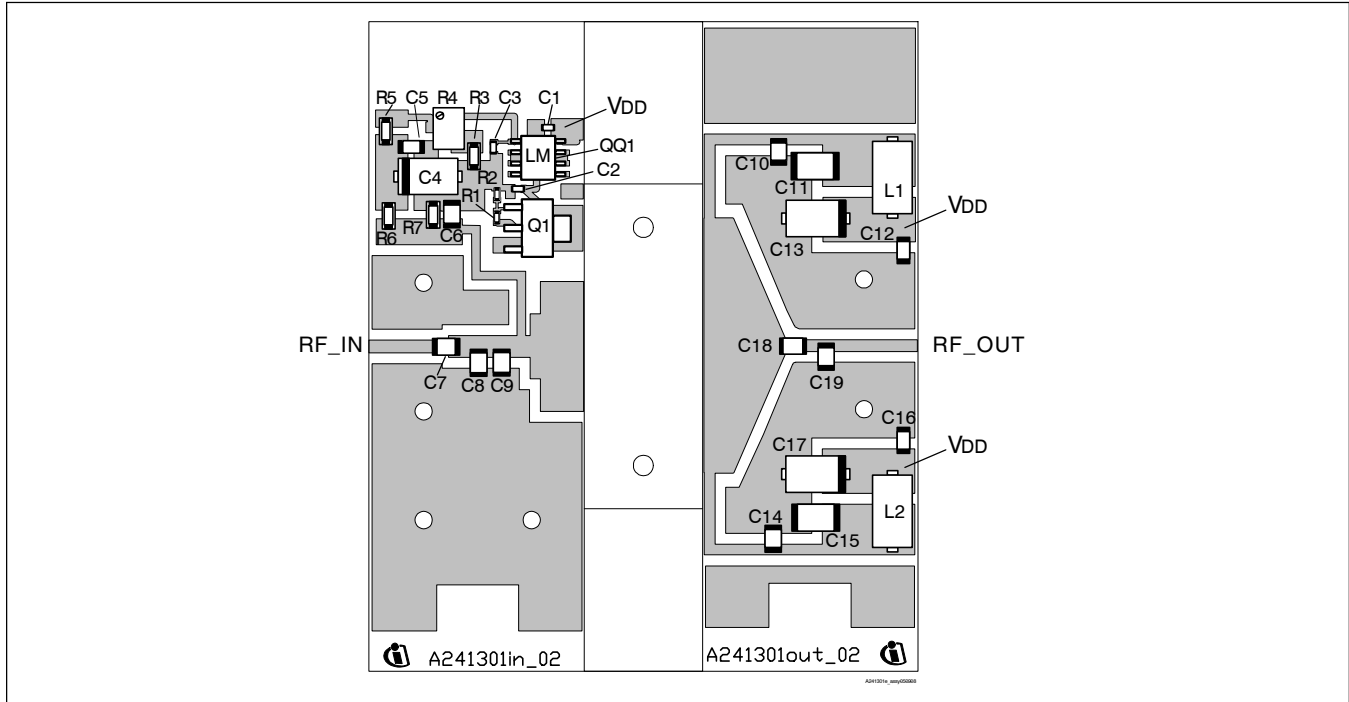 R5 C5 R4 R3 C3 C1 VDD
LM QQ1
C4 R2 C2
R1
R6 R7 C6 Q1
C10 C11 L1
VDD
C13 C12
RF_IN C18 RF_OUT
C7 C8 C9 C19
C16
C17 VDD
L2
C14 C15
A241301in_02 A241301out_02